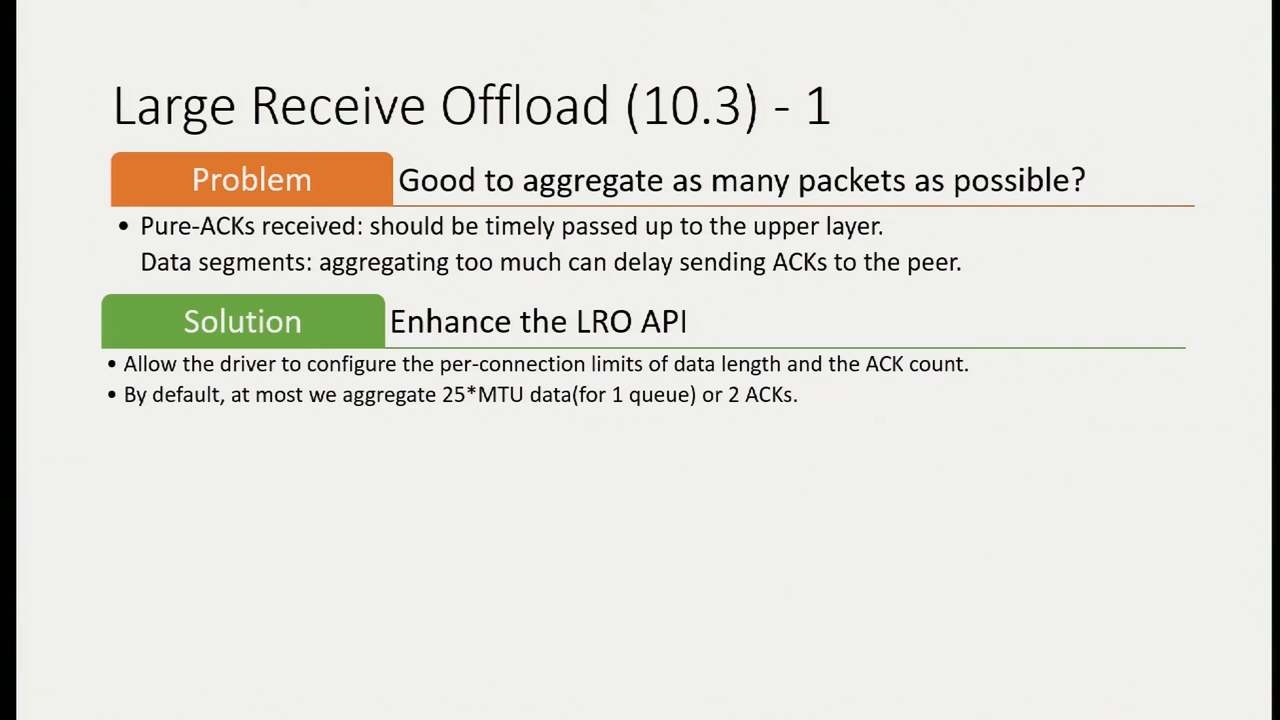 Large Receive Offload (10.3) - 1
Problem Good to aggregate as many packets as possible?
• Pure-ACKs received: should be timely passed up to the upper layer.
Data segments: aggregating too much can delay sending ACKs to the peer.
Solution Enhance the LRO API
• Allow the driver to configure the per-connection limits of data length and the ACK count.
• By default, at most we aggregate 25*MTU data(for 1 queue) or 2 ACKs.